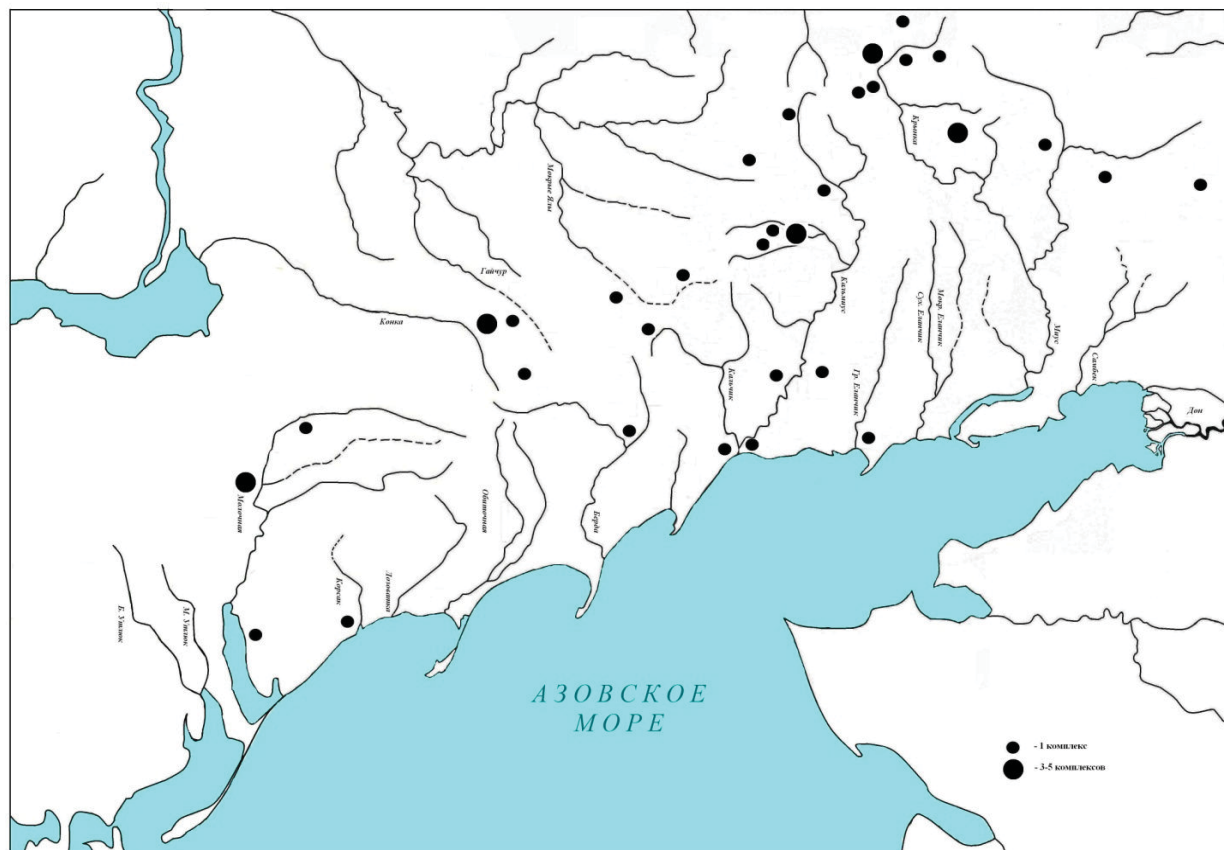 Крынка
Мокрые Ялы
Гайчур
Конка
Кальмиус
Сух. Еланчик
Мокр. Еланчик
Миус
Самбек
Гр. Еланчик
Кальчик
Дон
Молочная
Обиточная
Берда
Корсак
Лозоватка
Б. Утлюк
М. Утлюк
АЗОВСКОЕ
МОРЕ
- 1 комплекс
- 3-5 комплексов